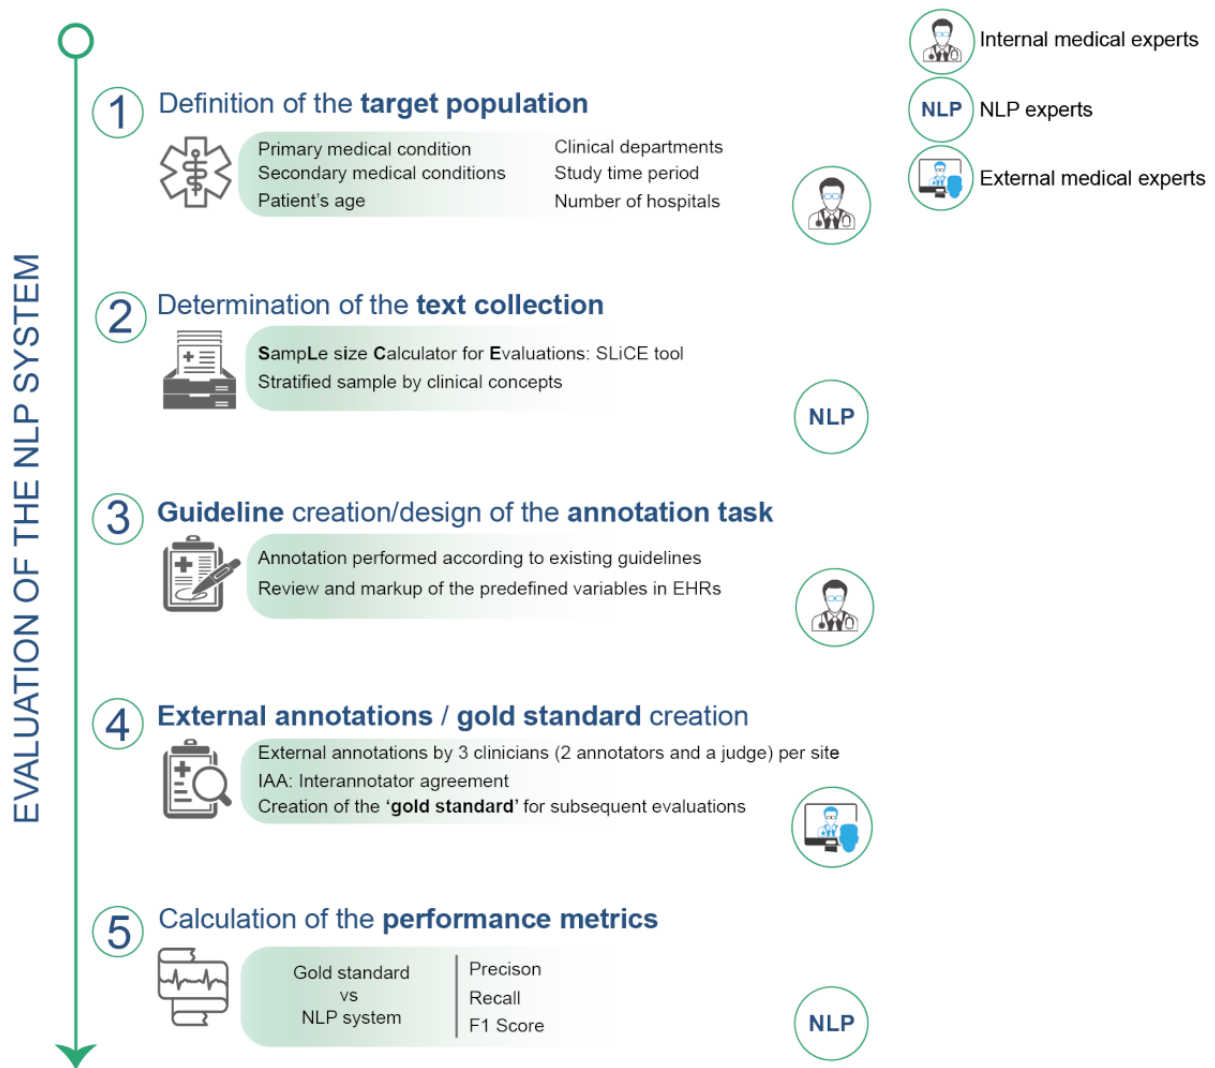 EVALUATION OF THE NLP SYSTEM
Internal medical experts
NLP
NLP experts
External medical experts
1
Definition of the target population
Primary medical condition
Secondary medical conditions
Patient's age
Clinical departments
Study time period
Number of hospitals
2
Determination of the text collection
SampLe size Calculator for Evaluations: SLiCE tool
Stratified sample by clinical concepts
NLP
3
Guideline creation/design of the annotation task
Annotation performed according to existing guidelines
Review and markup of the predefined variables in EHRs
4
External annotations / gold standard creation
External annotations by 3 clinicians (2 annotators and a judge) per site
IAA: Interannotator agreement
Creation of the ‘gold standard’ for subsequent evaluations
5
Calculation of the performance metrics
Gold standard
vs
NLP system
Precison
Recall
F1 Score
NLP